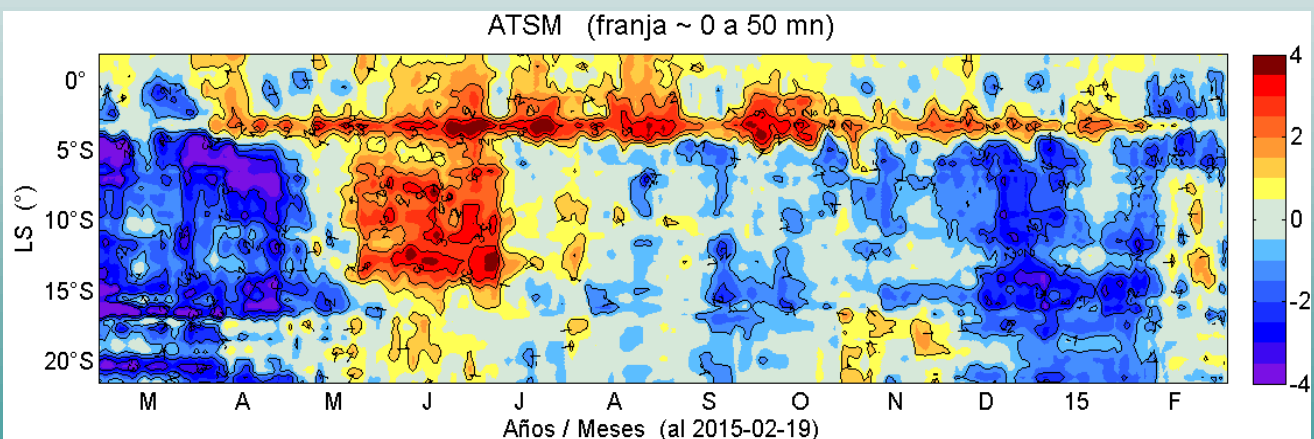 ATSM (franja ~ 0 a 50 mn)
0°
5°S
10°S
15°S
20°S
LS (°)
M A M J J A S O N D 15 F
Años / Meses (al 2015-02-19)
4
2
0
-2
-4